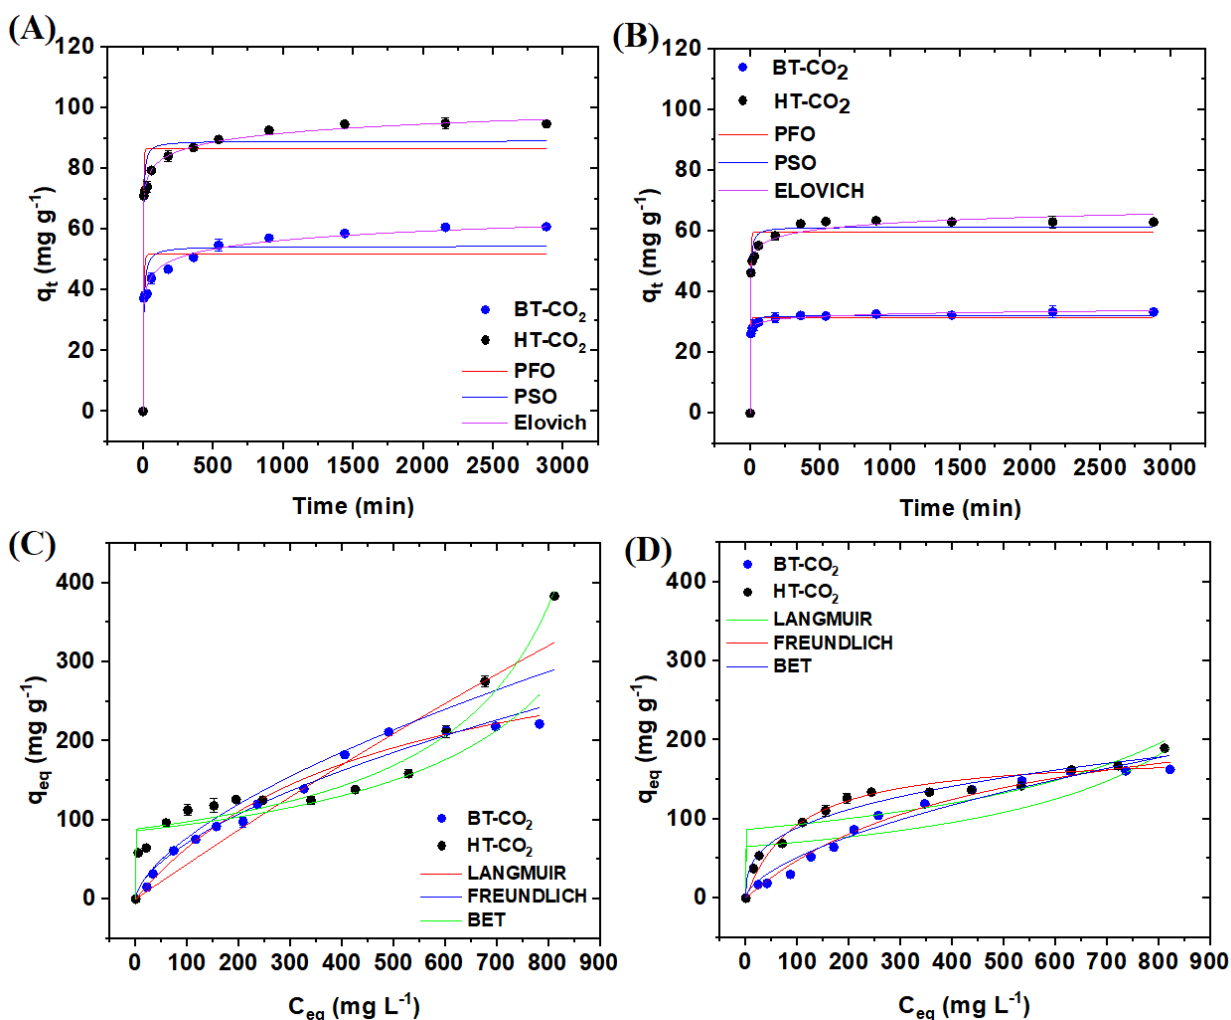 (A)
120
100
80
60
40
20
0
qt (mg g-1)
BT-CO2
HT-CO2
PFO
PSO
Elovich
0 500 1000 1500 2000 2500 3000
Time (min)
(B)
120
100
80
60
40
20
0
qt (mg g-1)
BT-CO2
HT-CO2
PFO
PSO
ELOVICH
0 500 1000 1500 2000 2500 3000
Time (min)
(C)
400
300
200
100
0
qeq (mg g-1)
BT-CO2
HT-CO2
LANGMUIR
FREUNDLICH
BET
0 100 200 300 400 500 600 700 800 900
Ceq (mg L-1)
(D)
400
300
200
100
0
qeq (mg g-1)
BT-CO2
HT-CO2
LANGMUIR
FREUNDLICH
BET
0 100 200 300 400 500 600 700 800 900
Ceq (mg L-1)